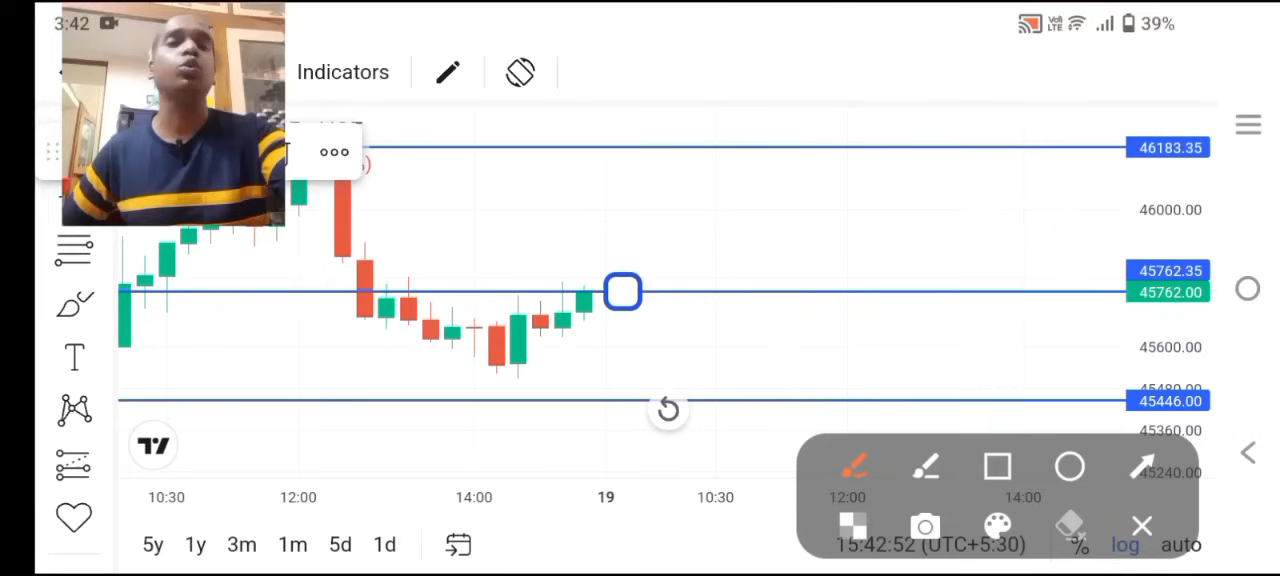 3:42
Vo)
LTE
39%
Indicators
46183.35
46000.00
45762.35
45762.00
45600.00
45480.00
45446.00
45360.00
45240.00
T
10:30 12:00 14:00 19 10:30 12:00 14:00
5y 1y 3m 1m 5d 1d
15:42:52 (UTC+5:30) % log auto